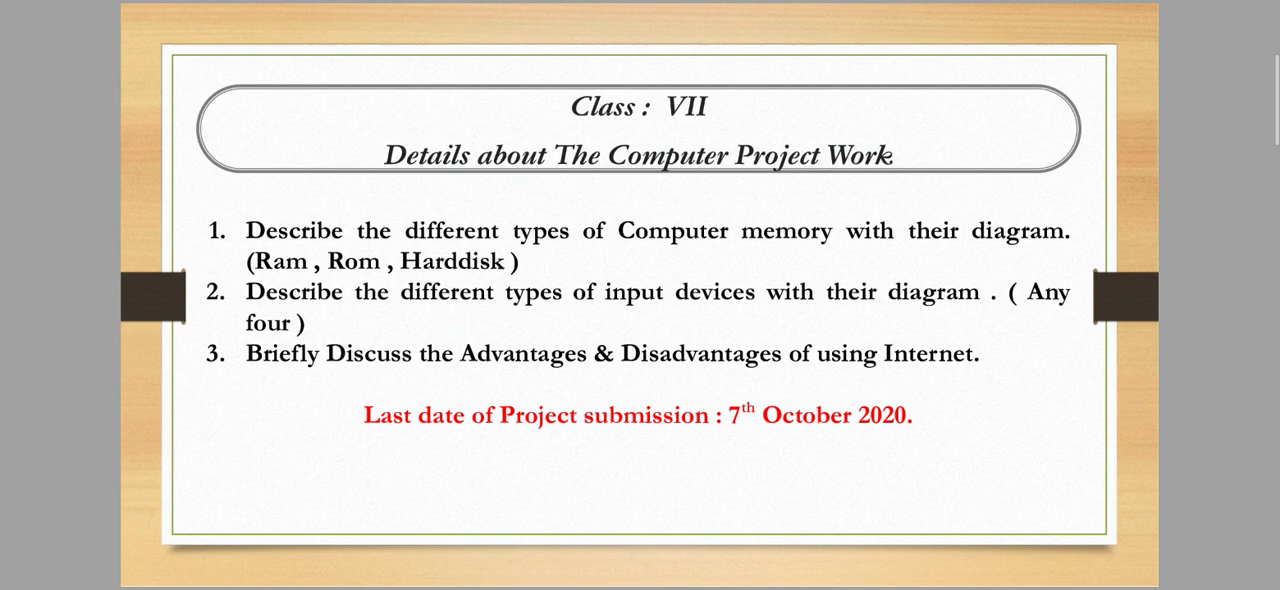 Class : VII
Details about The Computer Project Work
1. Describe the different types of Computer memory with their diagram.
(Ram , Rom , Harddisk )
2. Describe the different types of input devices with their diagram . ( Any
four )
3. Briefly Discuss the Advantages & Disadvantages of using Internet.
Last date of Project submission : 7th October 2020.